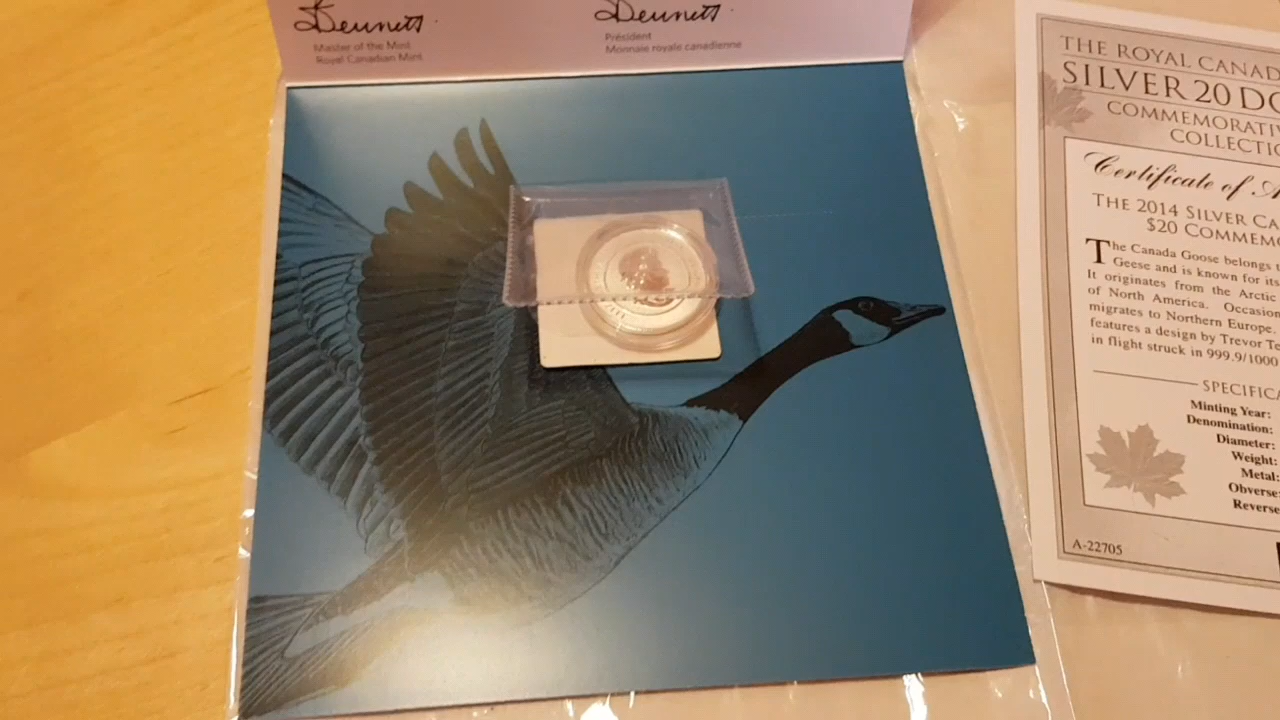 Bennett
Master of the Mint
Royal Canadian Mint
Bennett
Président
Monnaie royale canadienne
THE ROYAL CANAD
SILVER 20 DO
COMMEMORATI
COLLECTIO
Certificate of A
THE 2014 SILVER CA
$20 COMMEMO
The Canada Goose belongs t
Geese and is known for its
It originates from the Arctic
of North America. Occasion
migrates to Northern Europe.
features a design by Trevor Te
in flight struck in 999.9/1000
SPECIFICA
Minting Year:
Denomination:
Diameter:
Weight:
Metal:
Obverse:
Reverse
A-22705